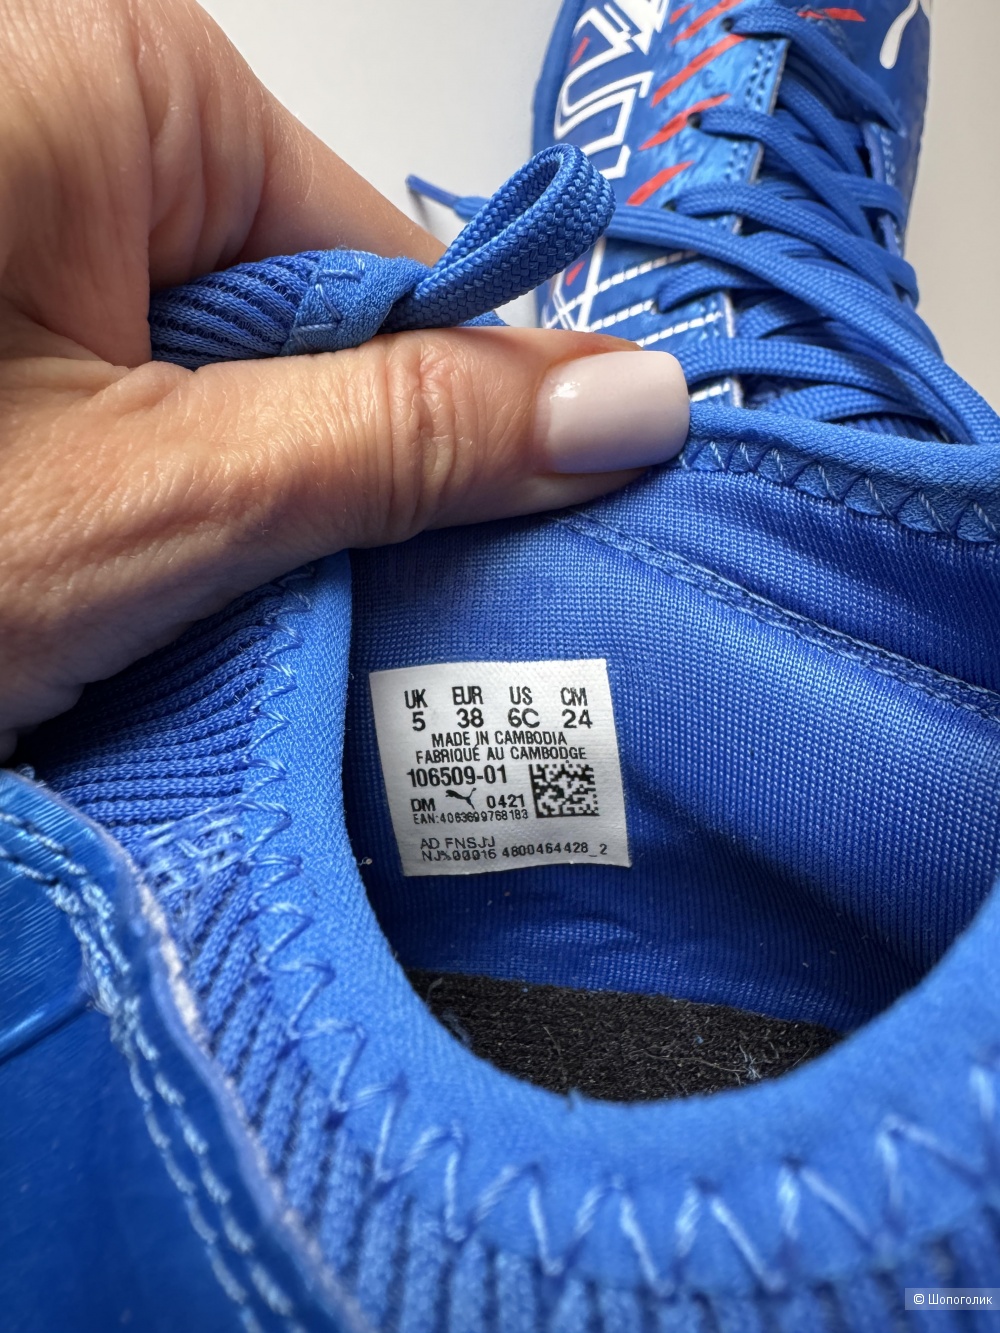 UK EUR US CM
5 38 6C 24
MADE IN CAMBODIA
FABRIQUÉ AU CAMBODGE
106509-01
DM 0421
EAN:4063699768183
AD FNSJJ
4800464428_2
© Шопоголик